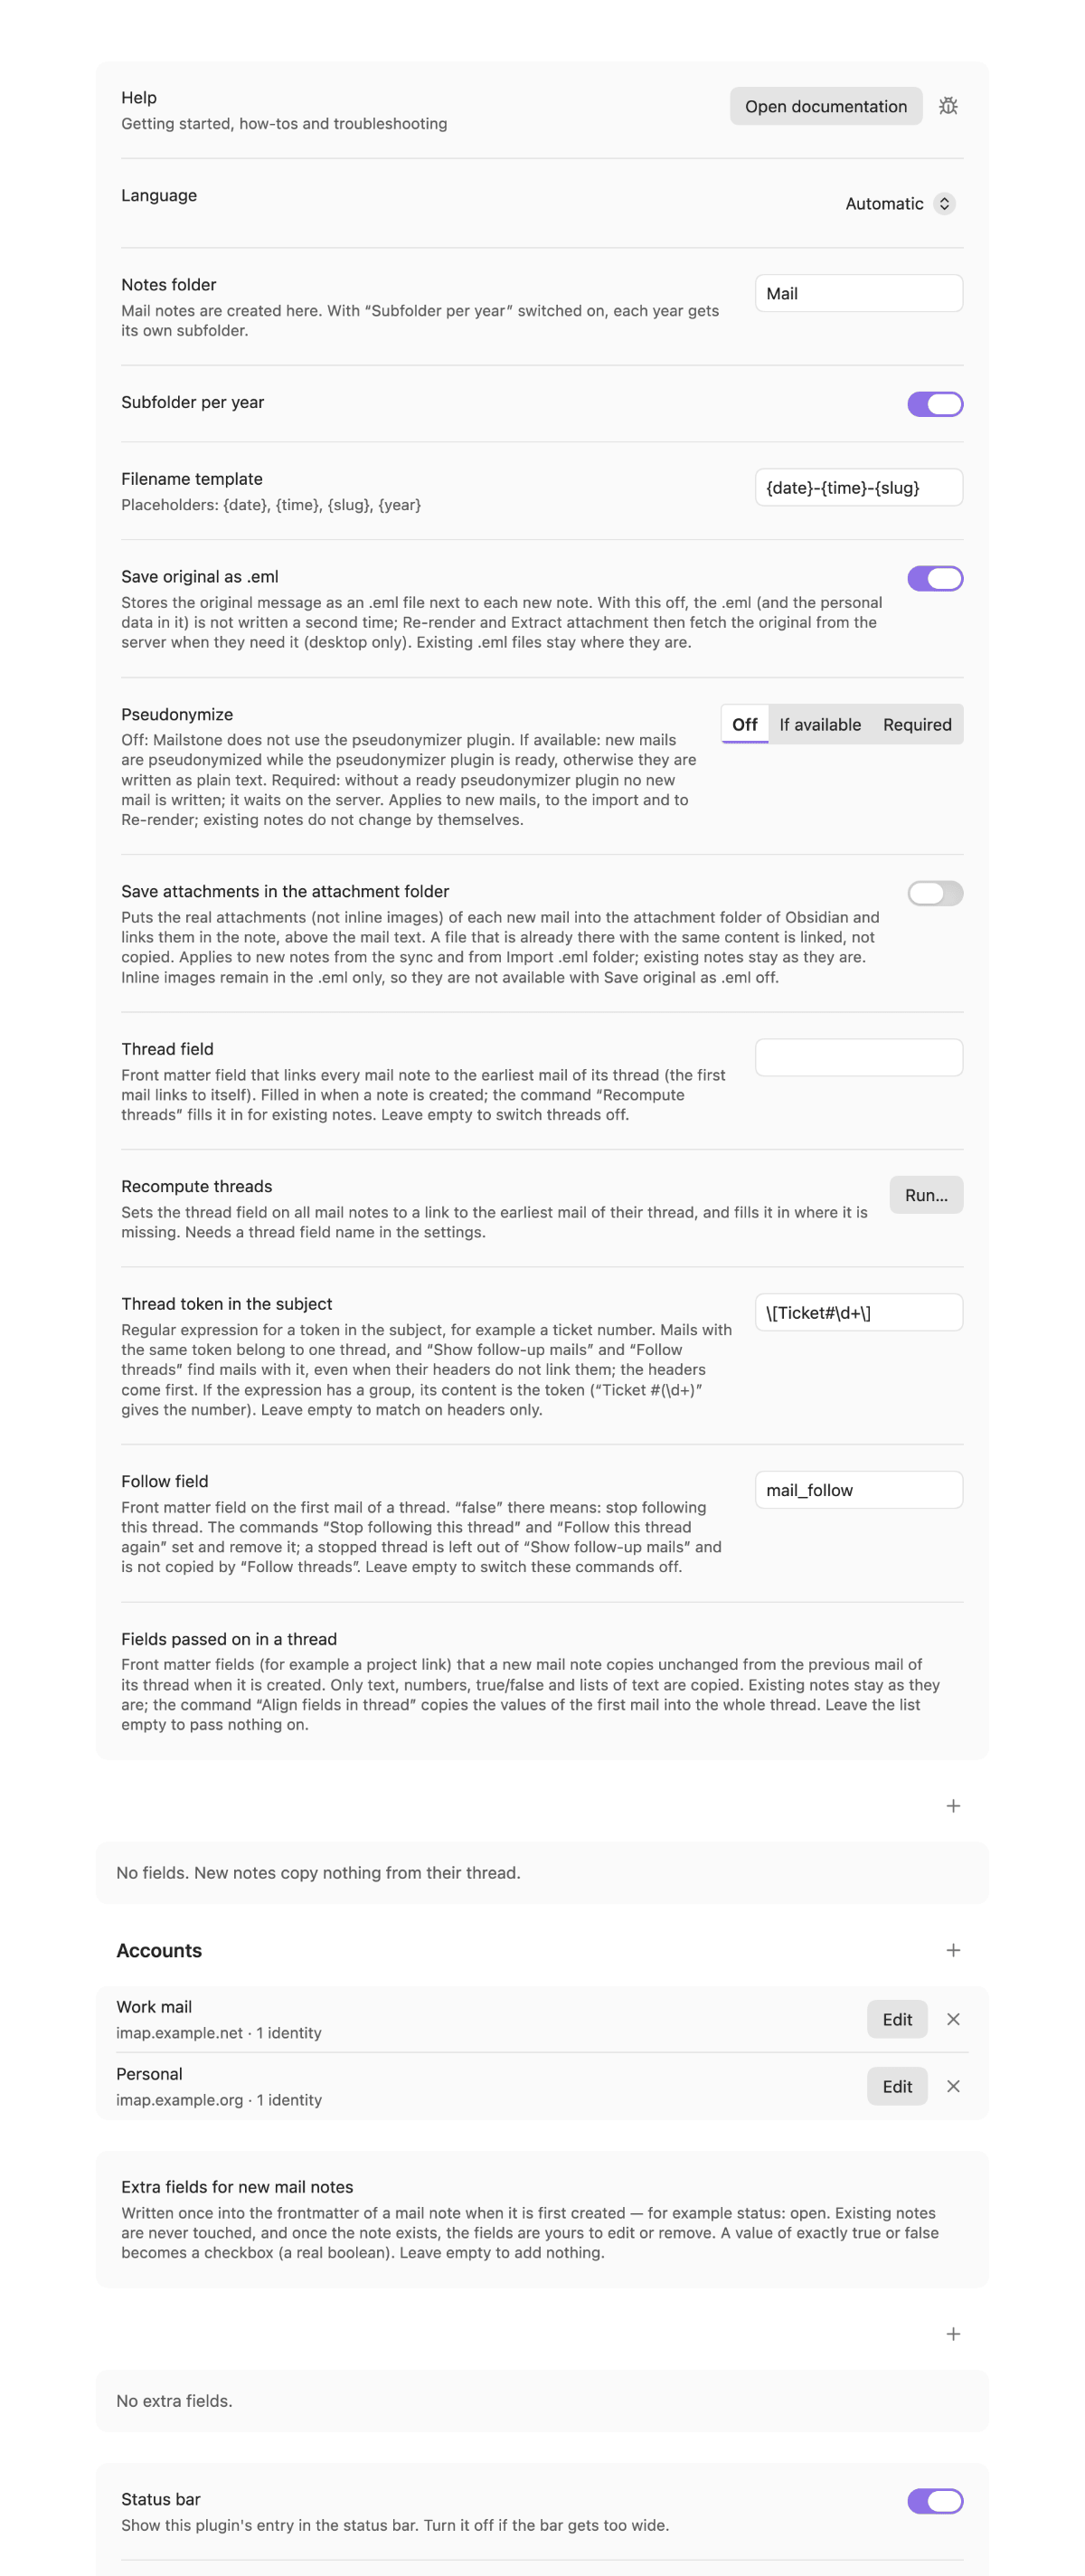 Help
Open documentation
Getting started, how-tos and troubleshooting
Language
Automatic
Notes folder
Mail
Mail notes are created here. With “Subfolder per year” switched on, each year gets
its own subfolder.
Subfolder per year
Filename template
{date}-{time}-{slug}
Placeholders: {date}, {time}, {slug}, {year}
Save original as .eml
Stores the original message as an .eml file next to each new note. With this off, the .eml (and the personal
data in it) is not written a second time; Re-render and Extract attachment then fetch the original from the
server when they need it (desktop only). Existing .eml files stay where they are.
Pseudonymize
Off If available Required
Off: Mailstone does not use the pseudonymizer plugin. If available: new mails
are pseudonymized while the pseudonymizer plugin is ready, otherwise they are
written as plain text. Required: without a ready pseudonymizer plugin no new
mail is written; it waits on the server. Applies to new mails, to the import and to
Re-render; existing notes do not change by themselves.
Save attachments in the attachment folder
Puts the real attachments (not inline images) of each new mail into the attachment folder of Obsidian and
links them in the note, above the mail text. A file that is already there with the same content is linked, not
copied. Applies to new notes from the sync and from Import .eml folder; existing notes stay as they are.
Inline images remain in the .eml only, so they are not available with Save original as .eml off.
Thread field
Front matter field that links every mail note to the earliest mail of its thread (the first
mail links to itself). Filled in when a note is created; the command “Recompute
threads” fills it in for existing notes. Leave empty to switch threads off.
Recompute threads
Run…
Sets the thread field on all mail notes to a link to the earliest mail of their thread, and fills it in where it is
missing. Needs a thread field name in the settings.
Thread token in the subject
\[Ticket#\d+\]
Regular expression for a token in the subject, for example a ticket number. Mails with
the same token belong to one thread, and “Show follow-up mails” and “Follow
threads” find mails with it, even when their headers do not link them; the headers
come first. If the expression has a group, its content is the token (“Ticket #(\d+)”
gives the number). Leave empty to match on headers only.
Follow field
mail_follow
Front matter field on the first mail of a thread. “false” there means: stop following
this thread. The commands “Stop following this thread” and “Follow this thread
again” set and remove it; a stopped thread is left out of “Show follow-up mails” and
is not copied by “Follow threads”. Leave empty to switch these commands off.
Fields passed on in a thread
Front matter fields (for example a project link) that a new mail note copies unchanged from the previous mail of
its thread when it is created. Only text, numbers, true/false and lists of text are copied. Existing notes stay as they
are; the command “Align fields in thread” copies the values of the first mail into the whole thread. Leave the list
empty to pass nothing on.
No fields. New notes copy nothing from their thread.
Accounts
Work mail
imap.example.net · 1 identity
Edit
Personal
imap.example.org · 1 identity
Edit
Extra fields for new mail notes
Written once into the frontmatter of a mail note when it is first created — for example status: open. Existing notes
are never touched, and once the note exists, the fields are yours to edit or remove. A value of exactly true or false
becomes a checkbox (a real boolean). Leave empty to add nothing.
No extra fields.
Status bar
Show this plugin's entry in the status bar. Turn it off if the bar gets too wide.